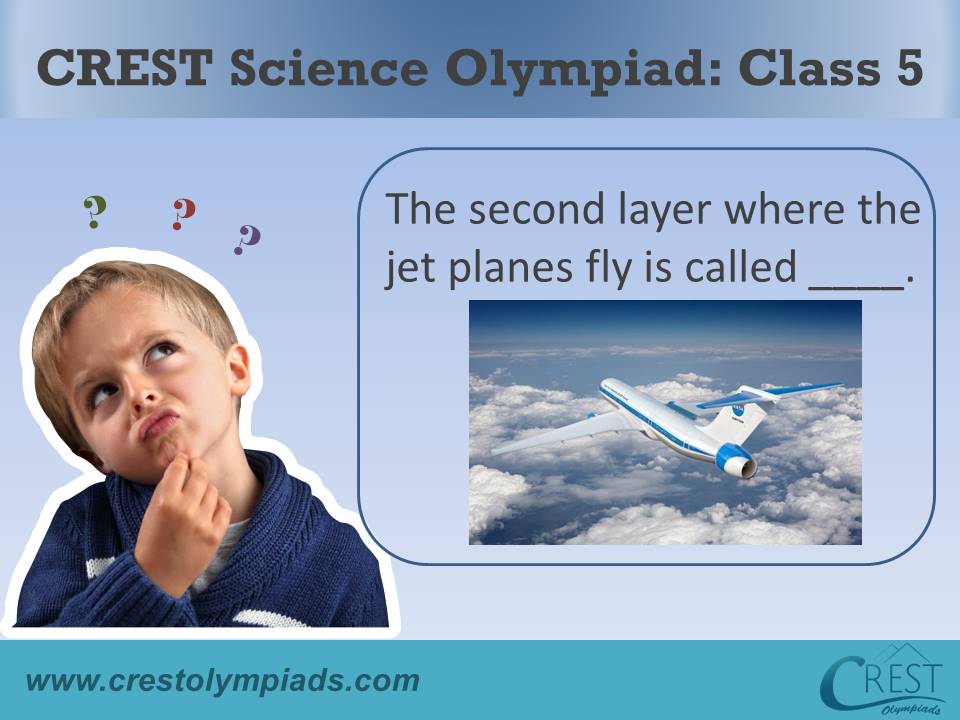 CREST Science Olympiad: Class 5
? ? ?
The second layer where the
jet planes fly is called ____.
www.crestolympiads.com
CREST
Olympiads